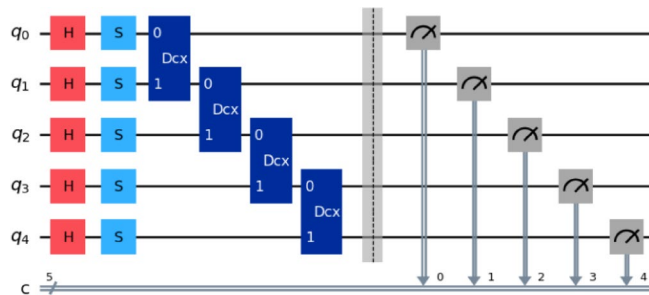 q0 H S 0
Dcx
q1 H S 1 0
Dcx
q2 H S 1 0
Dcx
q3 H S 1 0
Dcx
q4 H S 1
5 0 1 2 3 4
c